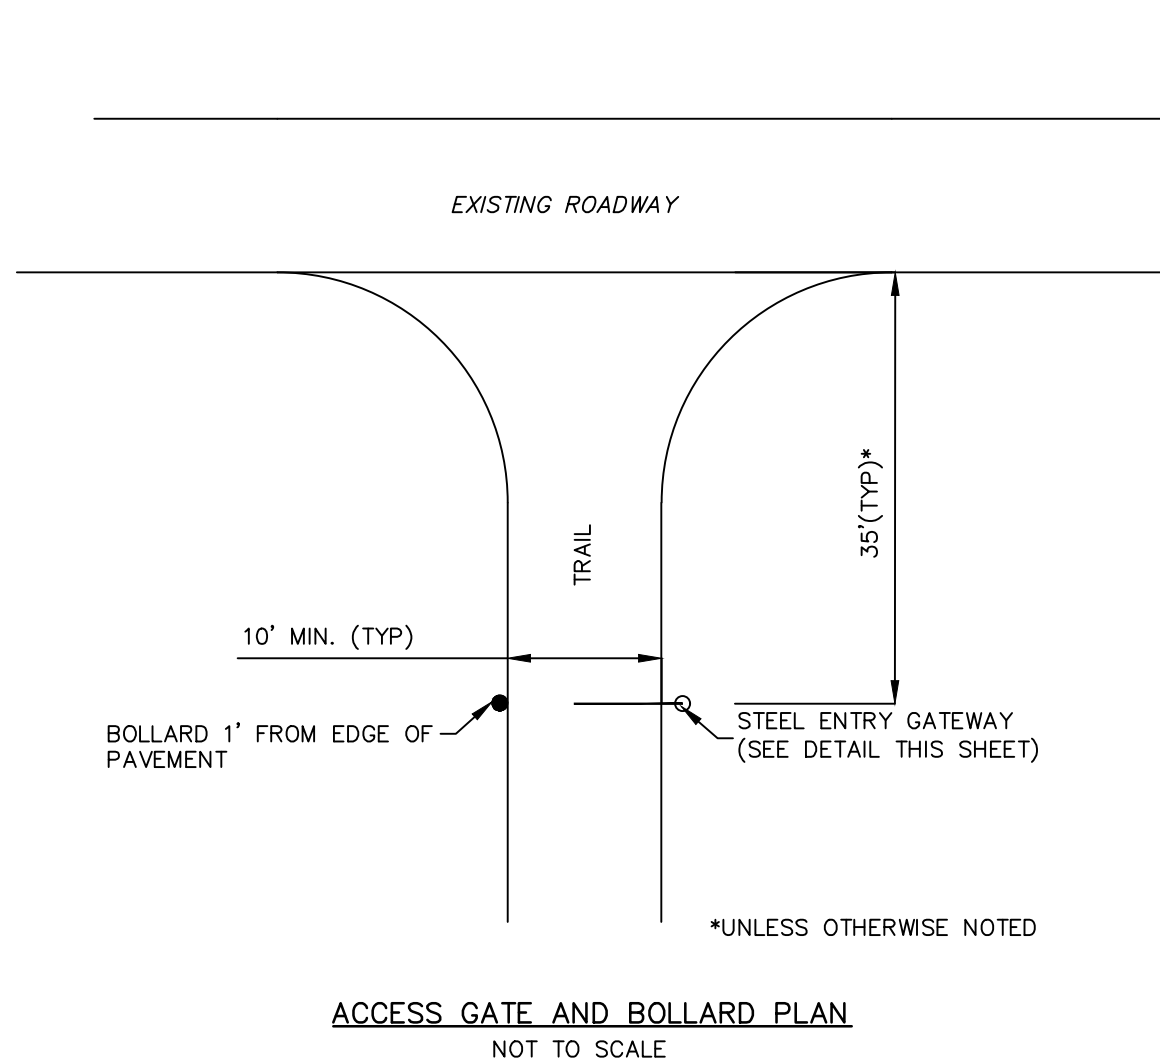 EXISTING ROADWAY
35'(TYP)*
TRAIL
10' MIN. (TYP)
BOLLARD 1' FROM EDGE OF
PAVEMENT
STEEL ENTRY GATEWAY
(SEE DETAIL THIS SHEET)
*UNLESS OTHERWISE NOTED
ACCESS GATE AND BOLLARD PLAN
NOT TO SCALE